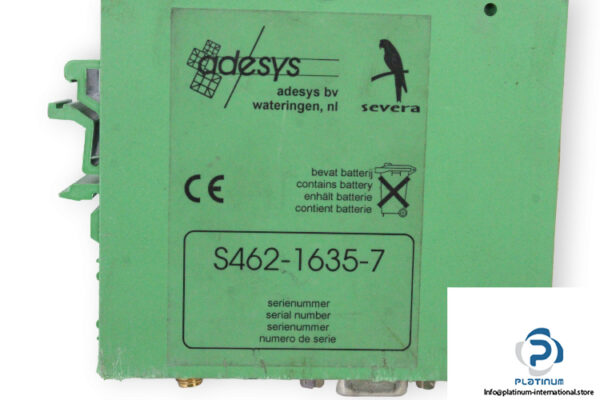 adesys
adesys bv
wateringen, nl
severa
bevat batterij
contains battery
enhält batterie
contient batterie
CE
S462-1635-7
serienummer
serial number
serienummer
numero de serie
PLATINUM
Info@platinum-international.store